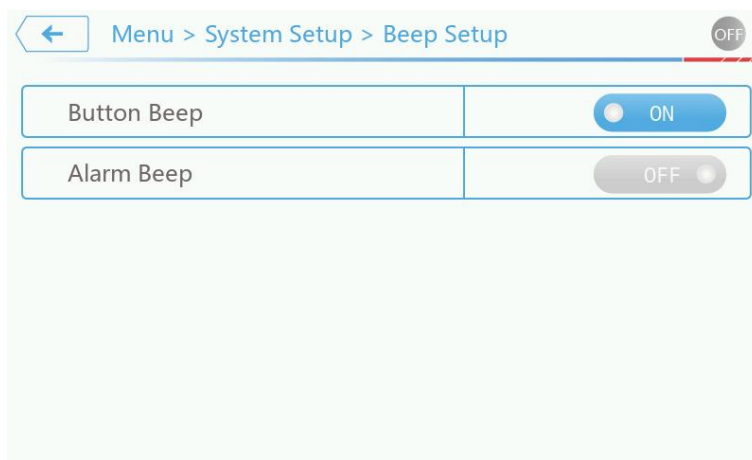 Menu > System Setup > Beep Setup
OFF
Button Beep
ON
Alarm Beep
OFF